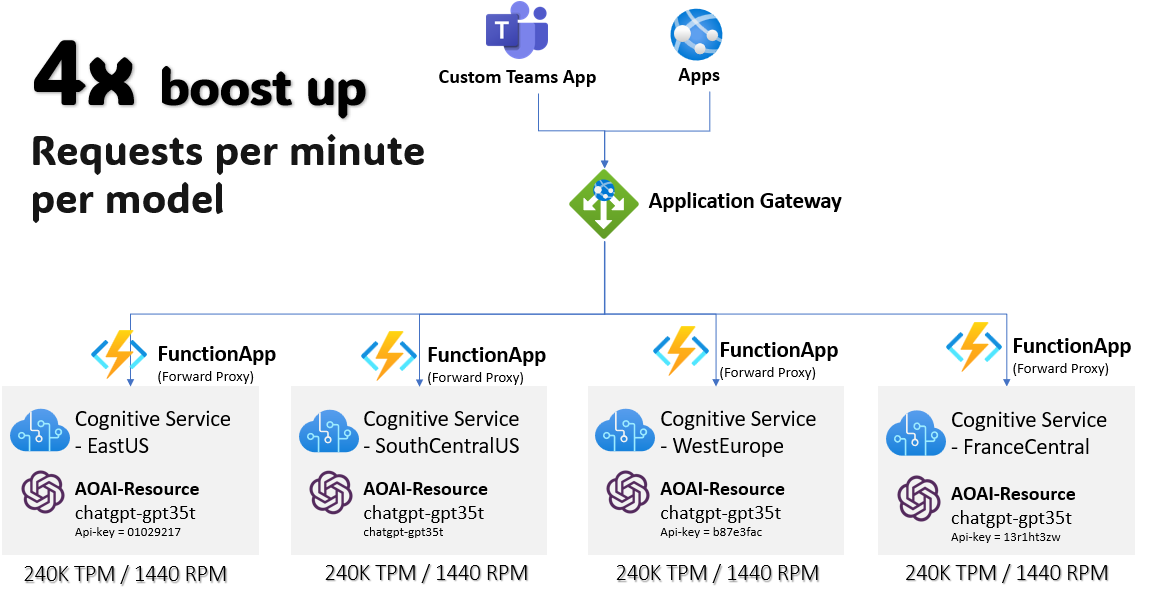 4x boost up
Requests per minute
per model
T
Custom Teams App
Apps
Application Gateway
FunctionApp
(Forward Proxy)
FunctionApp
(Forward Proxy)
FunctionApp
(Forward Proxy)
FunctionApp
(Forward Proxy)
Cognitive Service
- EastUS
AOAI-Resource
chatgpt-gpt35t
Api-key = 01029217
240K TPM / 1440 RPM
Cognitive Service
- SouthCentralUS
AOAI-Resource
chatgpt-gpt35t
chatgpt-gpt35t
240K TPM / 1440 RPM
Cognitive Service
- WestEurope
AOAI-Resource
chatgpt-gpt35t
Api-key = b87e3fac
240K TPM / 1440 RPM
Cognitive Service
- FranceCentral
AOAI-Resource
chatgpt-gpt35t
Api-key = 13r1ht3zw
240K TPM / 1440 RPM